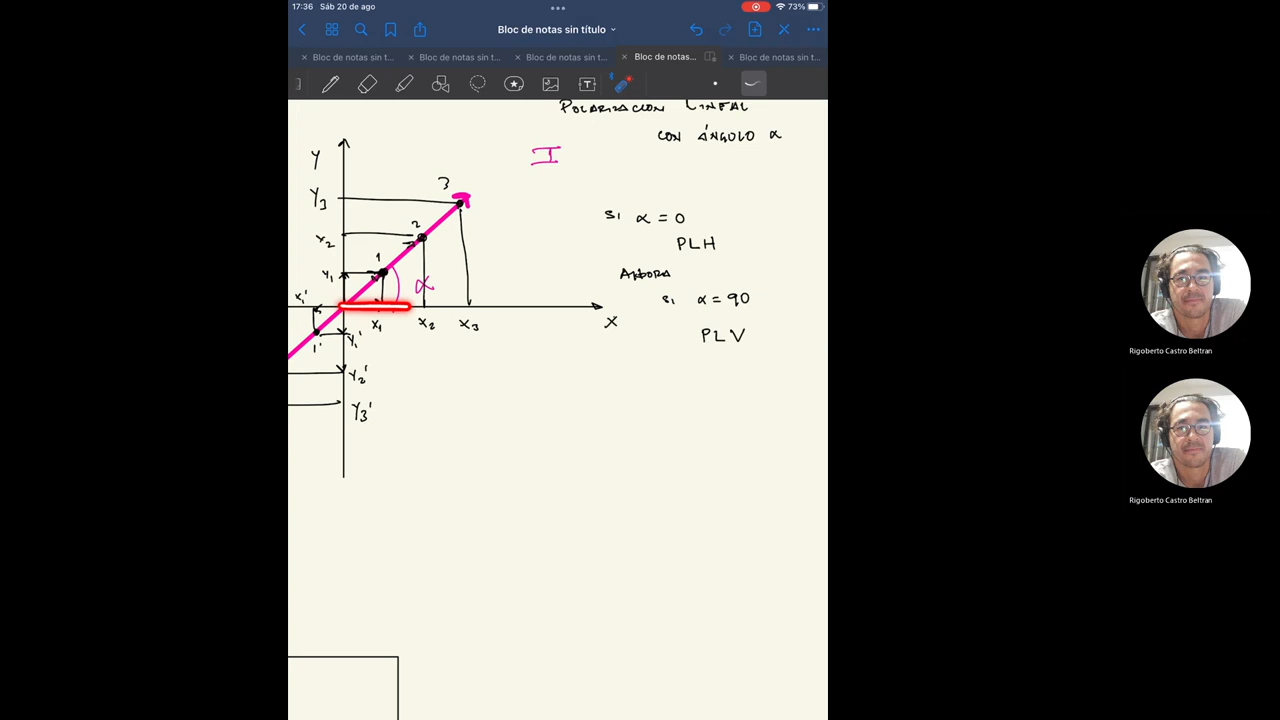 17:36 Sáb 20 de ago
73%
Bloc de notas sin título
Bloc de notas sin t...
Bloc de notas sin t...
Bloc de notas sin t...
Bloc de notas...
Bloc de notas sin t...
POLARIZACION LINEAL
CON ÁNGULO α
I
Y
3
Y3
SI α = 0
2
PLH
1
AHORA
Y1
α
SI α = 90
X1'
X1 X2 X3 X
PLV
1' Y1'
Y2'
Y3'
Rigoberto Castro Beltran
Rigoberto Castro Beltran